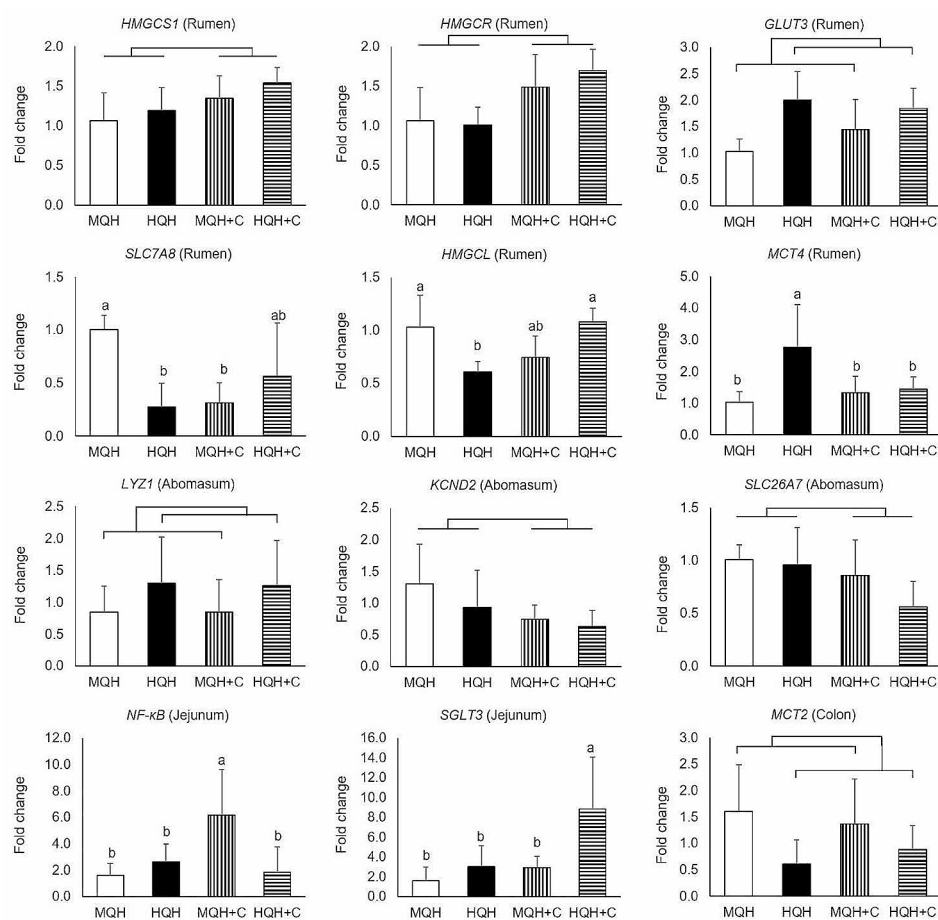 HMGCS1 (Rumen)
Fold change
2.0
1.5
1.0
0.5
0.0
MQH HQH MQH+C HQH+C
HMGCR (Rumen)
Fold change
2.0
1.5
1.0
0.5
0.0
MQH HQH MQH+C HQH+C
GLUT3 (Rumen)
Fold change
3.0
2.5
2.0
1.5
1.0
0.5
0.0
MQH HQH MQH+C HQH+C
SLC7A8 (Rumen)
Fold change
1.5
1.0
0.5
0.0
a b b ab
MQH HQH MQH+C HQH+C
HMGCL (Rumen)
Fold change
1.5
1.0
0.5
0.0
a b ab a
MQH HQH MQH+C HQH+C
MCT4 (Rumen)
Fold change
5.0
4.0
3.0
2.0
1.0
0.0
b a b b
MQH HQH MQH+C HQH+C
LYZ1 (Abomasum)
Fold change
2.5
2.0
1.5
1.0
0.5
0.0
MQH HQH MQH+C HQH+C
KCND2 (Abomasum)
Fold change
2.5
2.0
1.5
1.0
0.5
0.0
MQH HQH MQH+C HQH+C
SLC26A7 (Abomasum)
Fold change
1.5
1.0
0.5
0.0
MQH HQH MQH+C HQH+C
NF-κB (Jejunum)
Fold change
12.0
10.0
8.0
6.0
4.0
2.0
0.0
b b a b
MQH HQH MQH+C HQH+C
SGLT3 (Jejunum)
Fold change
16.0
14.0
12.0
10.0
8.0
6.0
4.0
2.0
0.0
b b b a
MQH HQH MQH+C HQH+C
MCT2 (Colon)
Fold change
3.0
2.5
2.0
1.5
1.0
0.5
0.0
MQH HQH MQH+C HQH+C